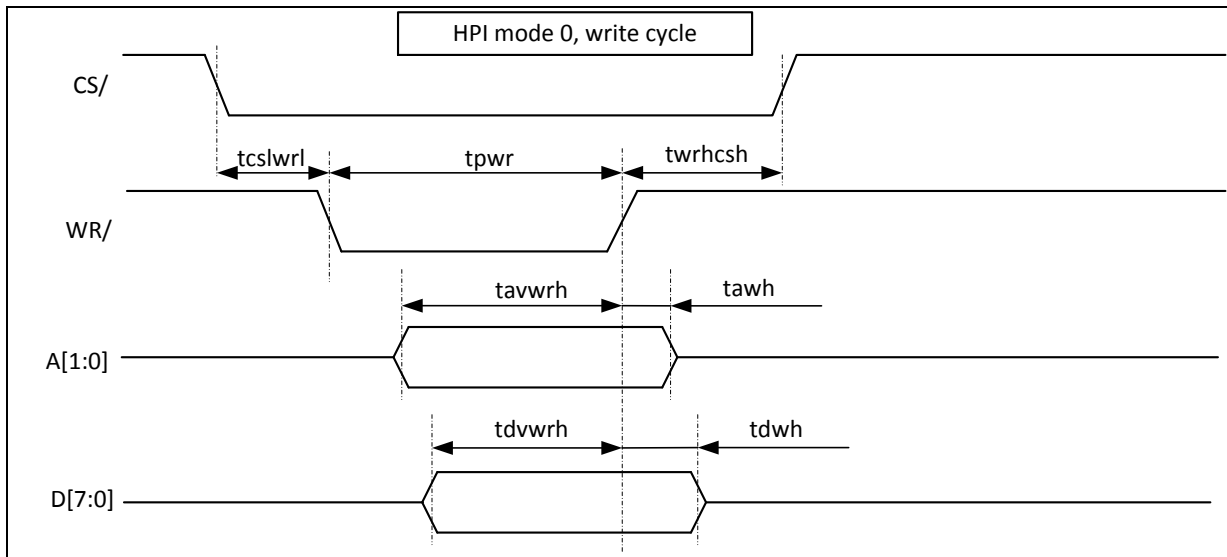 HPI mode 0, write cycle
CS/
tcslwrl
tpwr
twrhcsh
WR/
tavwrh
tawh
A[1:0]
tdvwrh
tdwh
D[7:0]